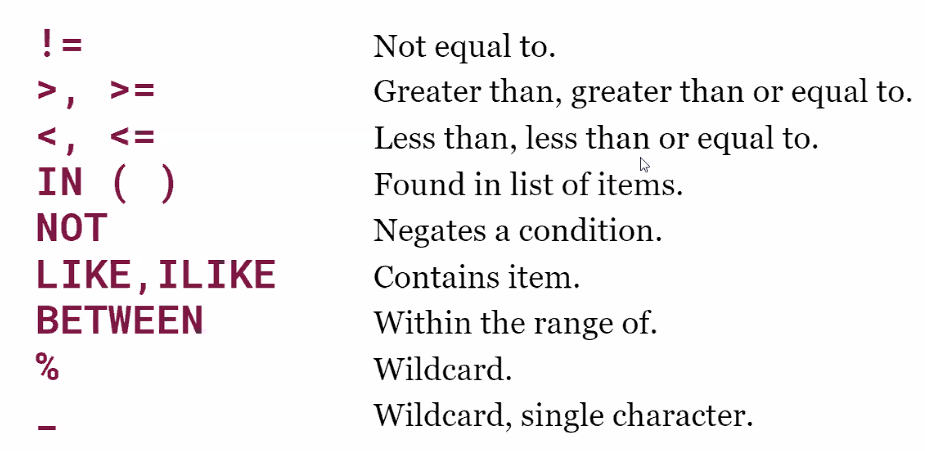 != Not equal to.
>, >= Greater than, greater than or equal to.
<, <= Less than, less than or equal to.
IN ( ) Found in list of items.
NOT Negates a condition.
LIKE,ILIKE Contains item.
BETWEEN Within the range of.
% Wildcard.
_ Wildcard, single character.